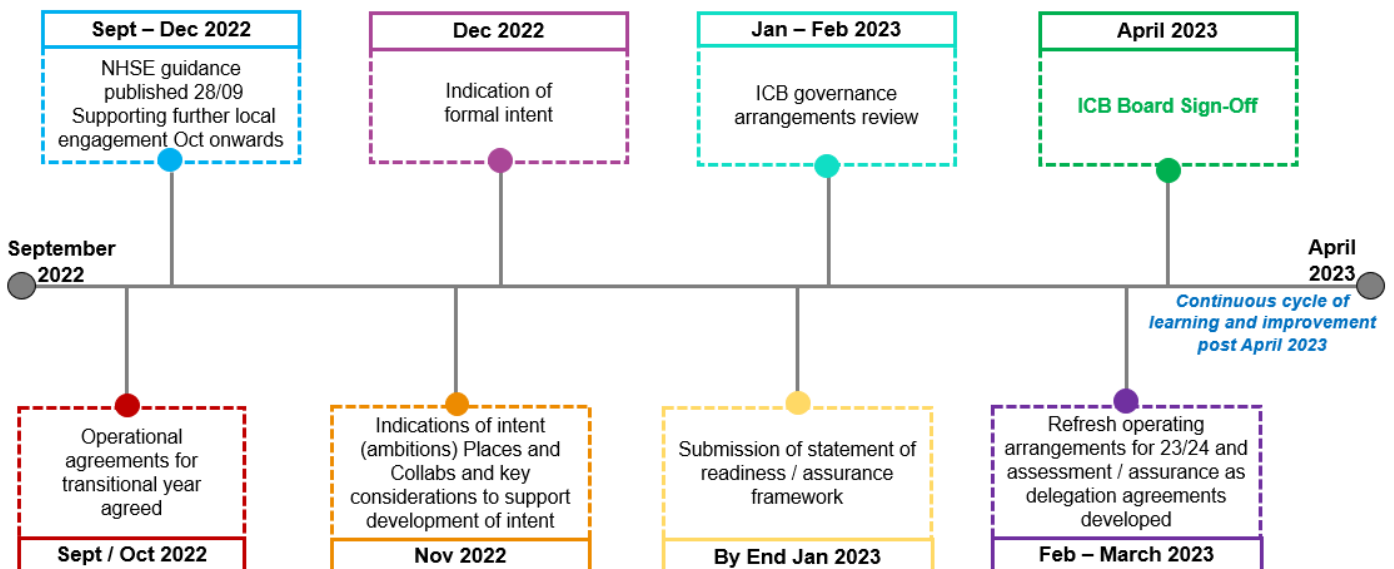 Sept – Dec 2022
NHSE guidance
published 28/09
Supporting further local
engagement Oct onwards
Dec 2022
Indication of
formal intent
Jan – Feb 2023
ICB governance
arrangements review
April 2023
ICB Board Sign-Off
September
2022
April
2023
Continuous cycle of
learning and improvement
post April 2023
Operational
agreements for
transitional year
agreed
Sept / Oct 2022
Indications of intent
(ambitions) Places and
Collabs and key
considerations to support
development of intent
Nov 2022
Submission of statement of
readiness / assurance
framework
By End Jan 2023
Refresh operating
arrangements for 23/24 and
assessment / assurance as
delegation agreements
developed
Feb – March 2023